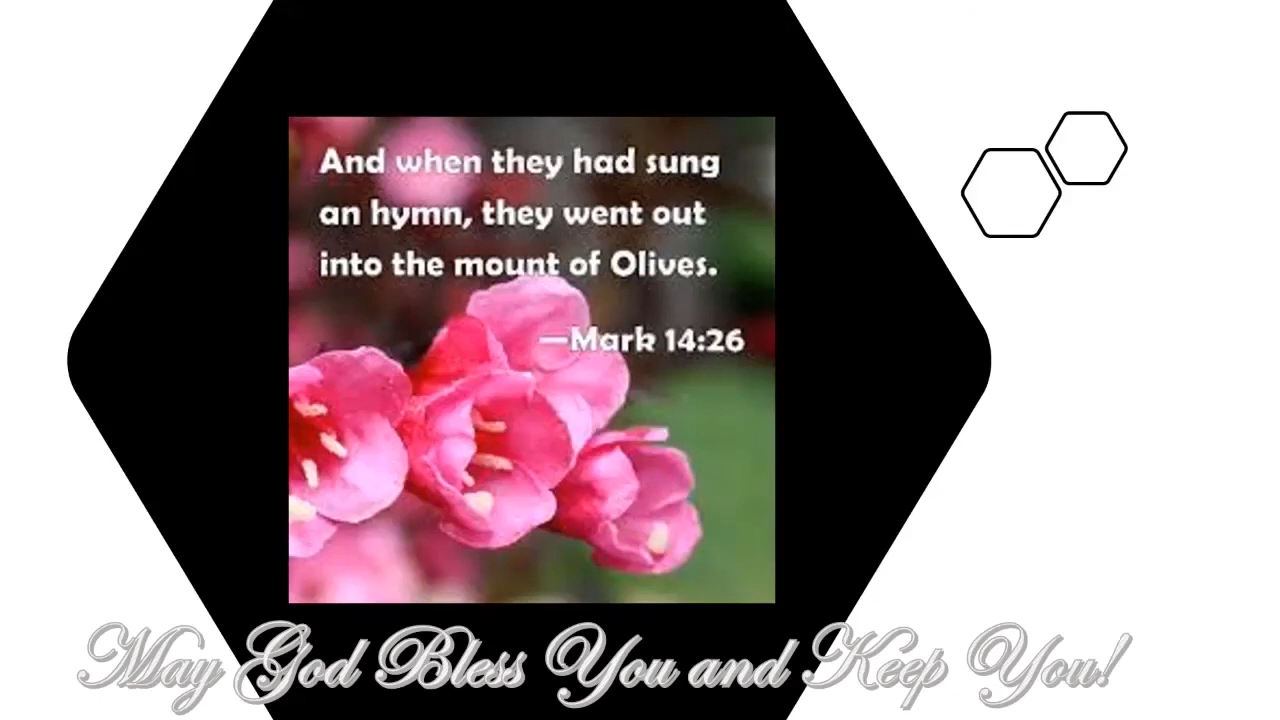 And when they had sung
an hymn, they went out
into the mount of Olives.
—Mark 14:26
May God Bless You and Keep You!